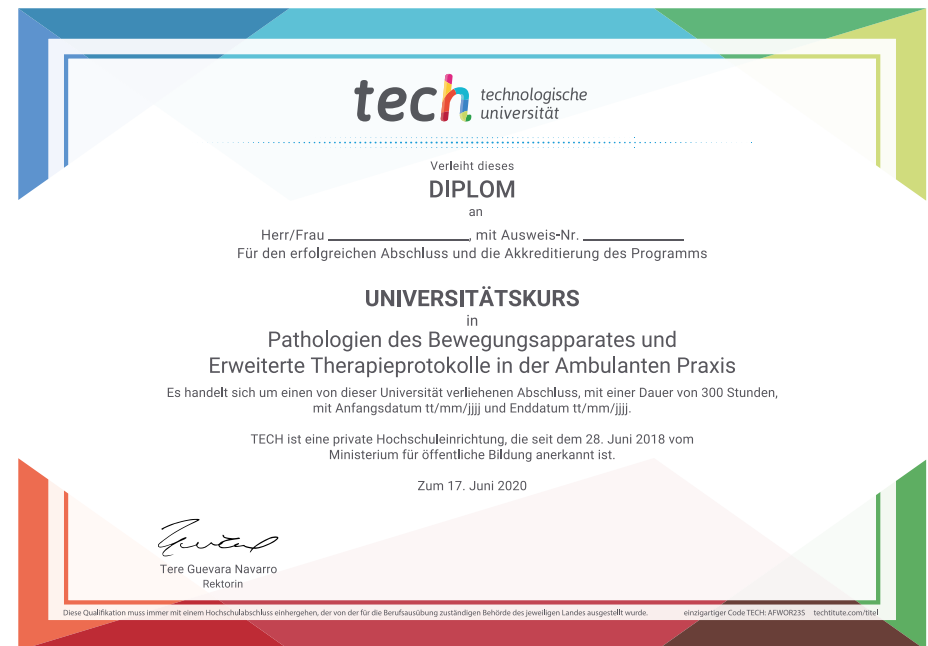 tech technologische
universität
Verleiht dieses
DIPLOM
an
Herr/Frau ____________________, mit Ausweis-Nr. ______________
Für den erfolgreichen Abschluss und die Akkreditierung des Programms
UNIVERSITÄTSKURS
in
Pathologien des Bewegungsapparates und
Erweiterte Therapieprotokolle in der Ambulanten Praxis
Es handelt sich um einen von dieser Universität verliehenen Abschluss, mit einer Dauer von 300 Stunden,
mit Anfangsdatum tt/mm/jjjj und Enddatum tt/mm/jjjj.
TECH ist eine private Hochschuleinrichtung, die seit dem 28. Juni 2018 vom
Ministerium für öffentliche Bildung anerkannt ist.
Zum 17. Juni 2020
Tere Guevara Navarro
Rektorin
Diese Qualifikation muss immer mit einem Hochschulabschluss einhergehen, der von der für die Berufsausübung zuständigen Behörde des jeweiligen Landes ausgestellt wurde. einzigartiger Code TECH: AFWOR235 techtitute.com/titel